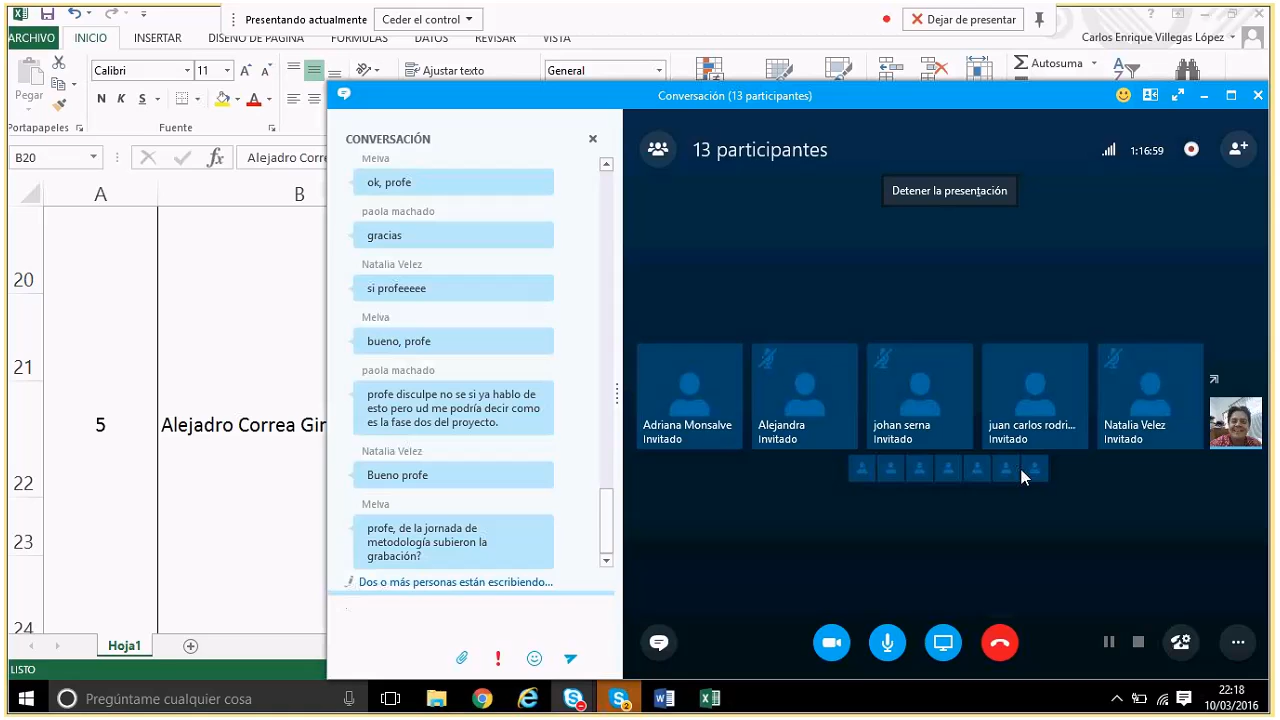 Presentando actualmente
Ceder el control
Dejar de presentar
ARCHIVO INICIO INSERTAR DISEÑO DE PÁGINA FÓRMULAS DATOS REVISAR VISTA
Carlos Enrique Villegas López
Pegar
Calibri 11
Ajustar texto
General
Autosuma
N K S
Portapapeles
Fuente
B20
Alejadro Corre
A B
20
21
22
23
24
5 Alejadro Correa Gir
Hoja1
LISTO
Conversación (13 participantes)
CONVERSACIÓN
Melva
ok, profe
paola machado
gracias
Natalia Velez
si profeeeee
Melva
bueno, profe
paola machado
profe disculpe no se si ya hablo de
esto pero ud me podría decir como
es la fase dos del proyecto.
Natalia Velez
Bueno profe
Melva
profe, de la jornada de
metodología subieron la
grabación?
Dos o más personas están escribiendo...
13 participantes
1:16:59
Detener la presentación
Adriana Monsalve
Invitado
Alejandra
Invitado
johan serna
Invitado
juan carlos rodri...
Invitado
Natalia Velez
Invitado
Pregúntame cualquier cosa
2
22:18
10/03/2016